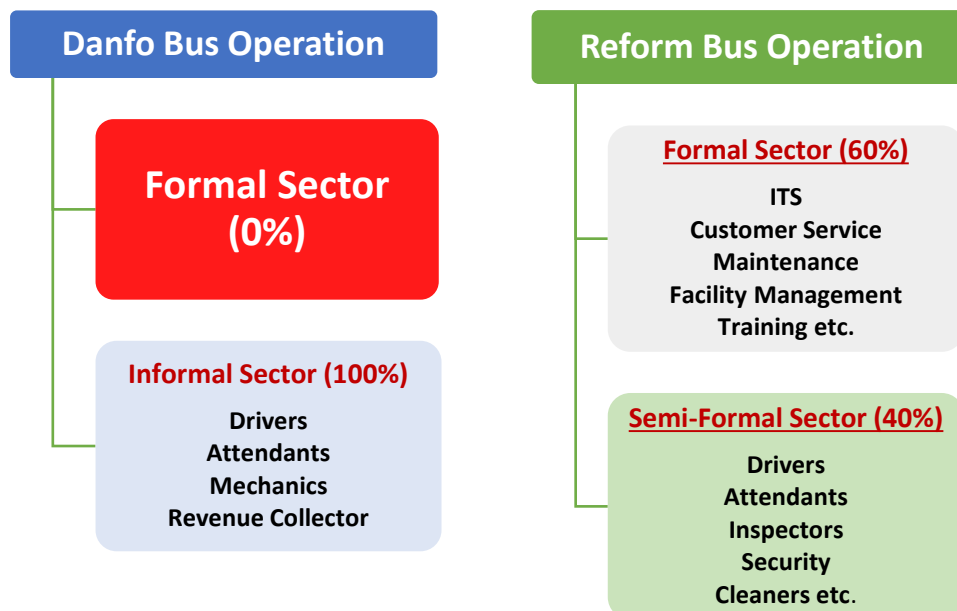 Danfo Bus Operation
Formal Sector
(0%)
Informal Sector (100%)
Drivers
Attendants
Mechanics
Revenue Collector
Reform Bus Operation
Formal Sector (60%)
ITS
Customer Service
Maintenance
Facility Management
Training etc.
Semi-Formal Sector (40%)
Drivers
Attendants
Inspectors
Security
Cleaners etc.